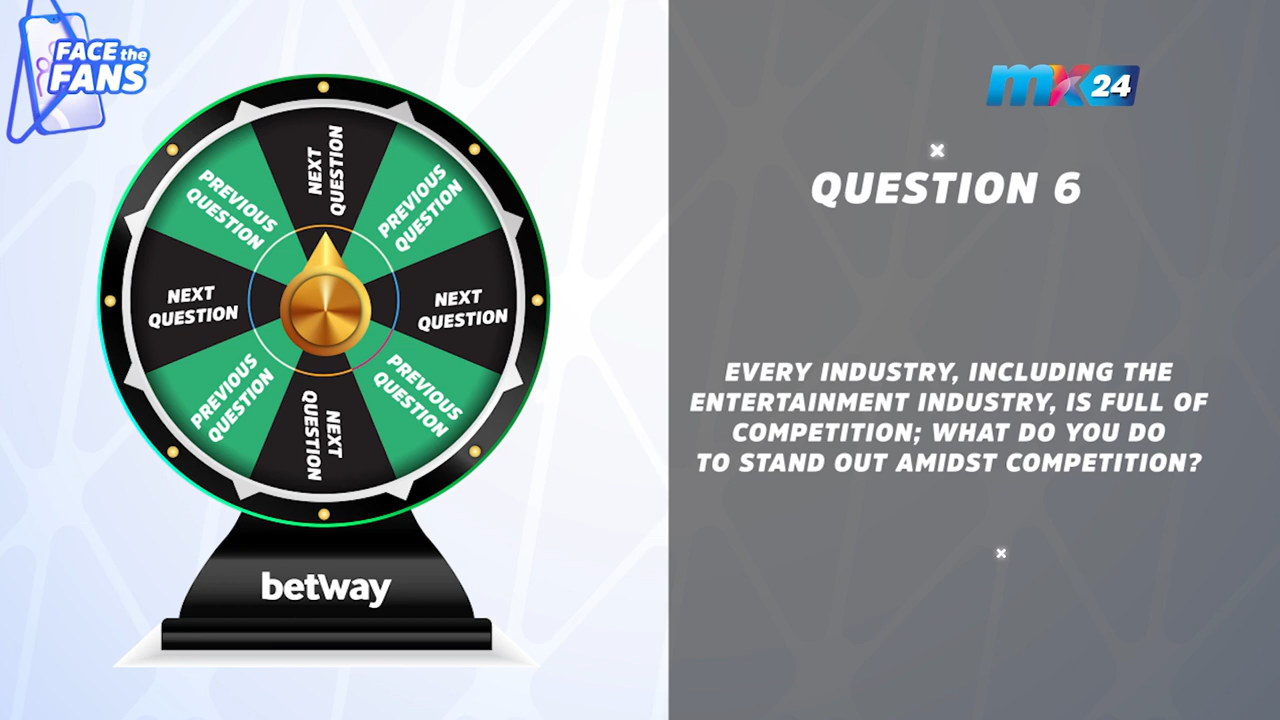 FACE the
FANS
NEXT
QUESTION
PREVIOUS
QUESTION
NEXT
QUESTION
PREVIOUS
QUESTION
NEXT
QUESTION
PREVIOUS
QUESTION
NEXT
QUESTION
PREVIOUS
QUESTION
betway
mx24
QUESTION 6
EVERY INDUSTRY, INCLUDING THE
ENTERTAINMENT INDUSTRY, IS FULL OF
COMPETITION; WHAT DO YOU DO
TO STAND OUT AMIDST COMPETITION?